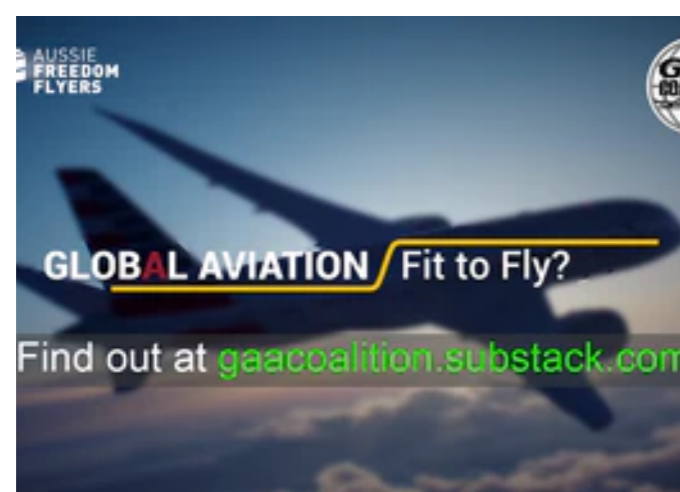 AUSSIE
FREEDOM
FLYERS
GLOBAL AVIATION Fit to Fly?
Find out at gaacoalition.substack.com